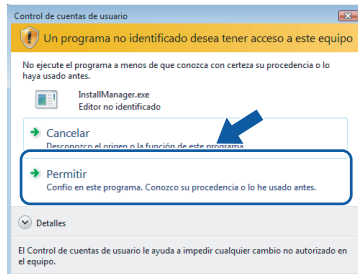 Control de cuentas de usuario
Un programa no identificado desea tener acceso a este equipo
No ejecute el programa a menos de que conozca con certeza su procedencia o lo
haya usado antes.
InstallManager.exe
Editor no identificado
Cancelar
Desconozco el origen o la función de este programa.
Permitir
Confío en este programa. Conozco su procedencia o lo he usado antes.
Detalles
El Control de cuentas de usuario le ayuda a impedir cualquier cambio no autorizado en
el equipo.